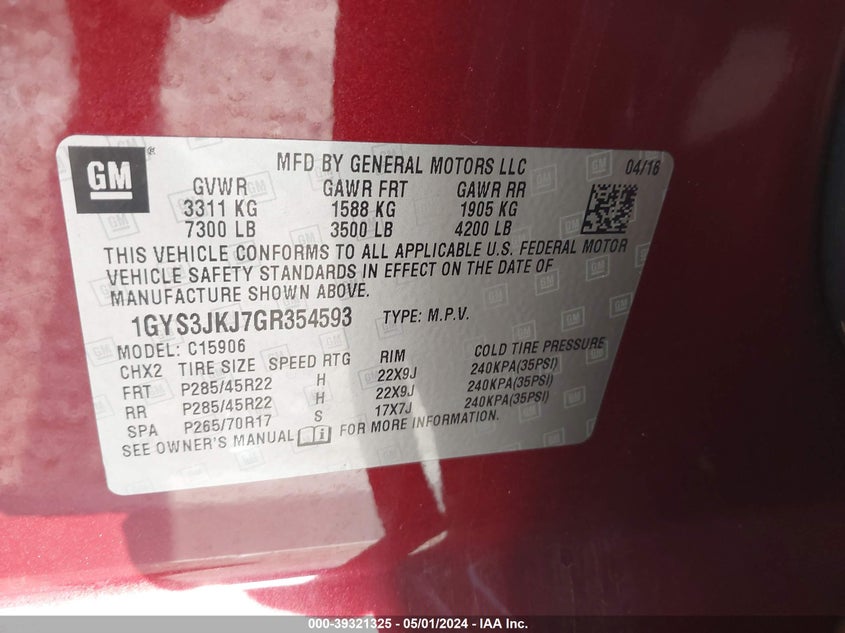 GM
MFD BY GENERAL MOTORS LLC 04/16
GVWR GAWR FRT GAWR RR
3311 KG 1588 KG 1905 KG
7300 LB 3500 LB 4200 LB
THIS VEHICLE CONFORMS TO ALL APPLICABLE U.S. FEDERAL MOTOR
VEHICLE SAFETY STANDARDS IN EFFECT ON THE DATE OF
MANUFACTURE SHOWN ABOVE.
1GYS3JKJ7GR354593 TYPE: M.P.V.
MODEL: C15906
CHX2 TIRE SIZE SPEED RTG RIM COLD TIRE PRESSURE
FRT P285/45R22 H 22X9J 240KPA(35PSI)
RR P285/45R22 H 22X9J 240KPA(35PSI)
SPA P265/70R17 S 17X7J 240KPA(35PSI)
SEE OWNER'S MANUAL FOR MORE INFORMATION.
000-39321325 - 05/01/2024 - IAA Inc.